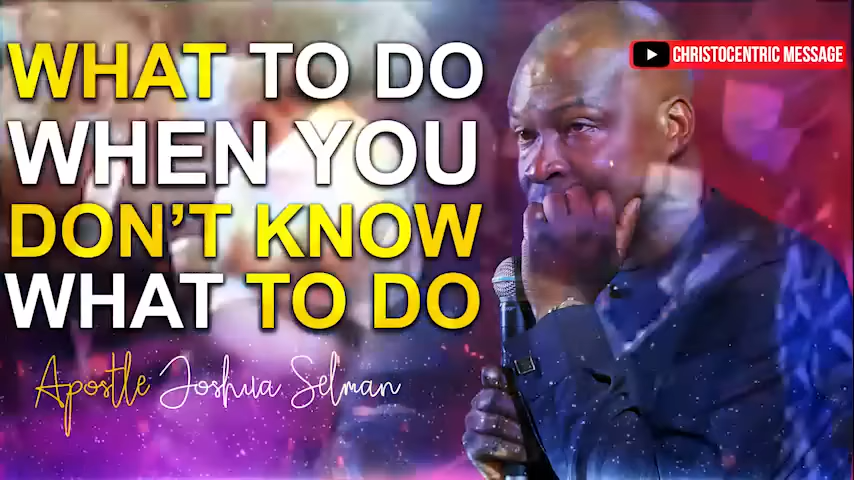 WHAT TO DO
WHEN YOU
DON'T KNOW
WHAT TO DO
Apostle Joshua Selman
CHRISTOCENTRIC MESSAGE